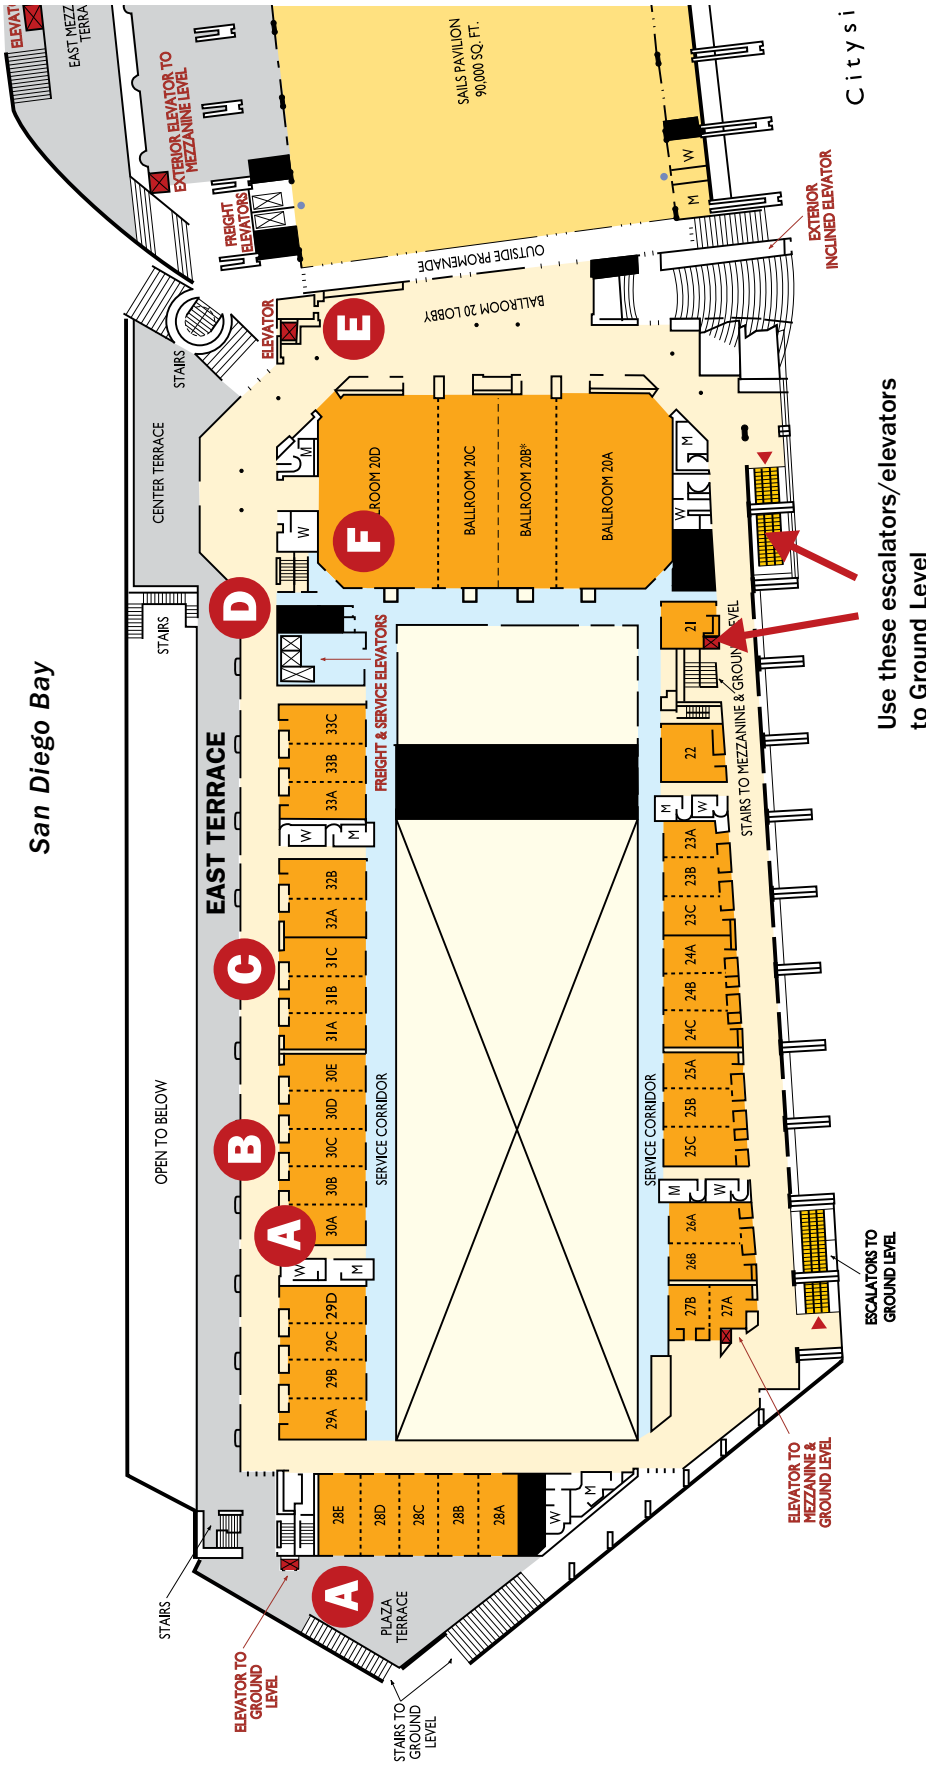 San Diego Bay
ELEVAT
EAST MEZZ
TERRA
EXTERIOR ELEVATOR TO
MEZZANINE LEVEL
FREIGHT
ELEVATORS
STAIRS
OPEN TO BELOW
STAIRS
CENTER TERRACE
STAIRS
EAST TERRACE
ELEVATOR
ELEVATOR TO
GROUND
LEVEL
A
PLAZA
TERRACE
STAIRS TO
GROUND
LEVEL
A
B
C
D
E
F
28E
28D
28C
28B
28A
W
M
29A
29B
29C
29D
W
M
30A
30B
30C
30D
30E
31A
31B
31C
32A
32B
W
M
33A
33B
33C
FREIGHT & SERVICE ELEVATORS
SERVICE CORRIDOR
W
M
LLROOM 20D
BALLROOM 20C
BALLROOM 20B*
BALLROOM 20A
BALLROOM 20 LOBBY
OUTSIDE PROMENADE
SAILS PAVILION
90,000 SQ. FT.
M
W
SERVICE CORRIDOR
27B
27A
26B
26A
M
W
25C
25B
25A
24C
24B
24A
23C
23B
23A
M
W
22
21
W
M
STAIRS TO MEZZANINE & GROUND LEVEL
ELEVATOR TO
MEZZANINE &
GROUND LEVEL
ESCALATORS TO
GROUND LEVEL
EXTERIOR
INCLINED ELEVATOR
Citysi
Use these escalators/elevators
to Ground Level